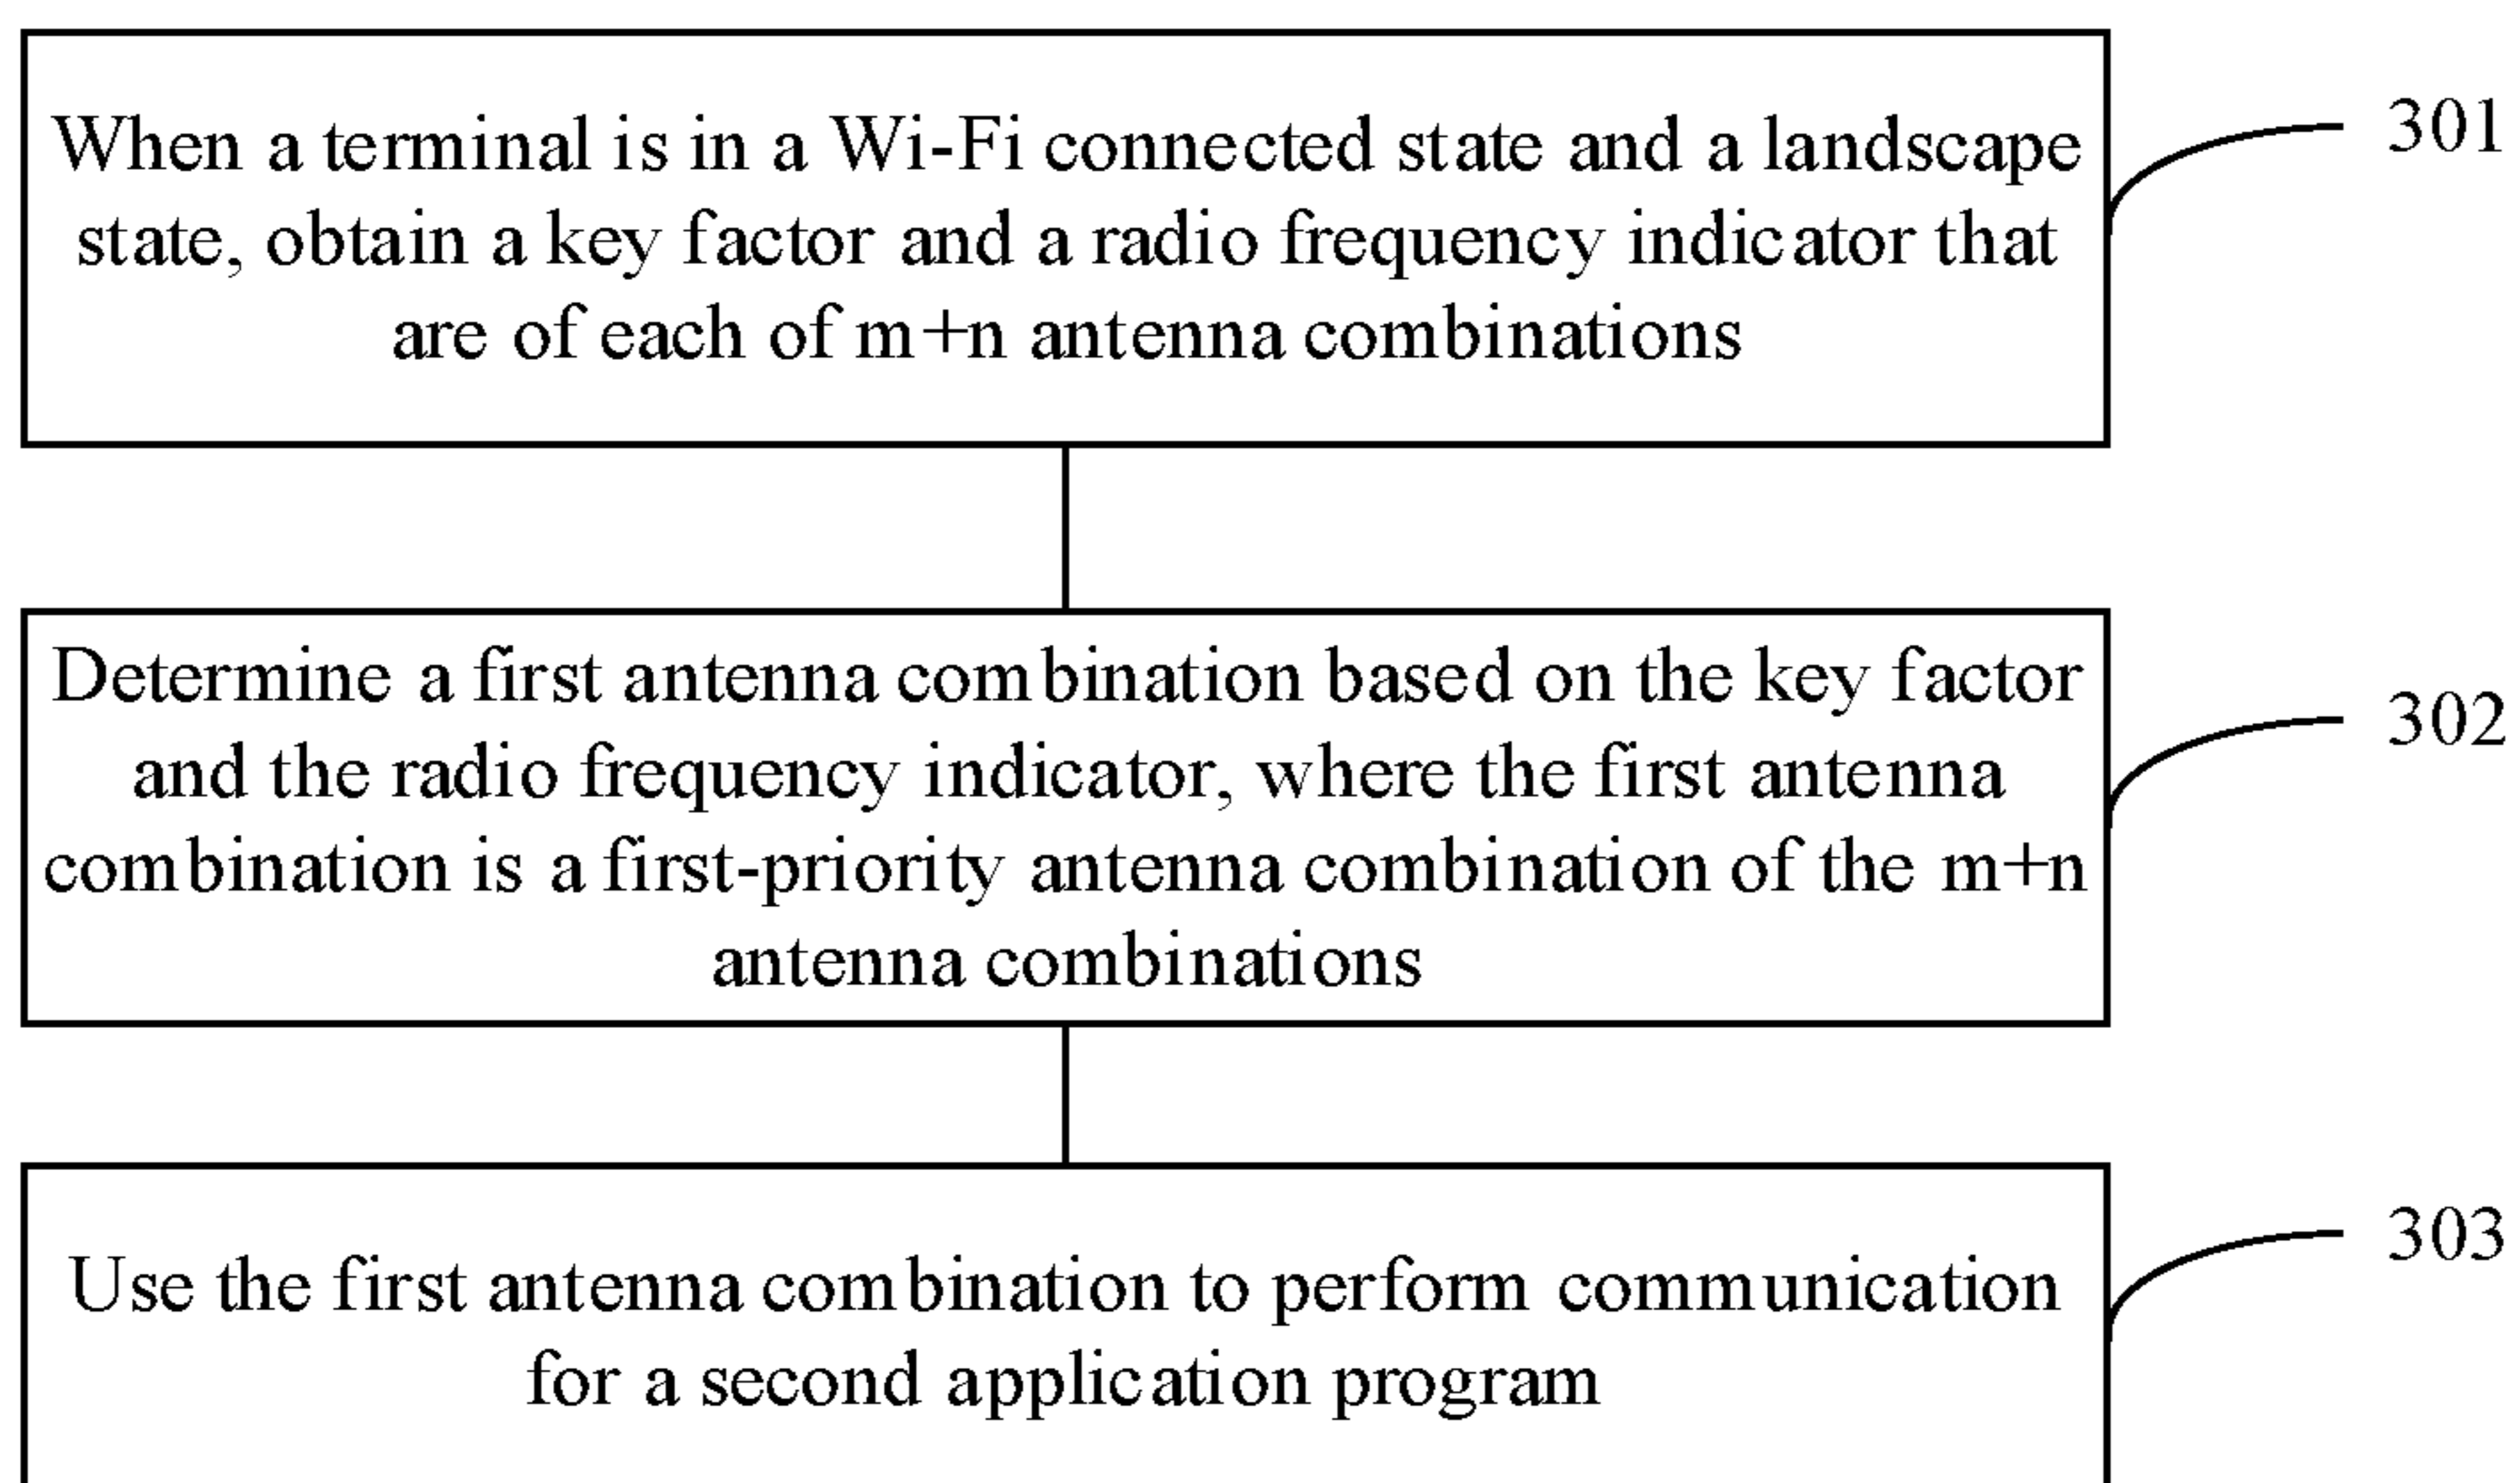 When a terminal is in a Wi-Fi connected state and a landscape
state, obtain a key factor and a radio frequency indicator that
are of each of m+n antenna combinations
301
Determine a first antenna combination based on the key factor
and the radio frequency indicator, where the first antenna
combination is a first-priority antenna combination of the m+n
antenna combinations
302
Use the first antenna combination to perform communication
for a second application program
303